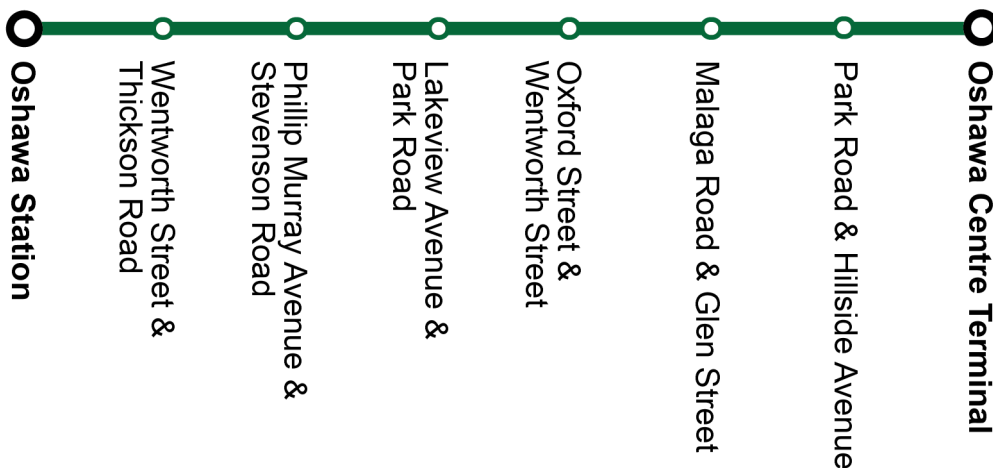 Oshawa Station
Wentworth Street &
Thickson Road
Phillip Murray Avenue &
Stevenson Road
Lakeview Avenue &
Park Road
Oxford Street &
Wentworth Street
Malaga Road & Glen Street
Park Road & Hillside Avenue
Oshawa Centre Terminal